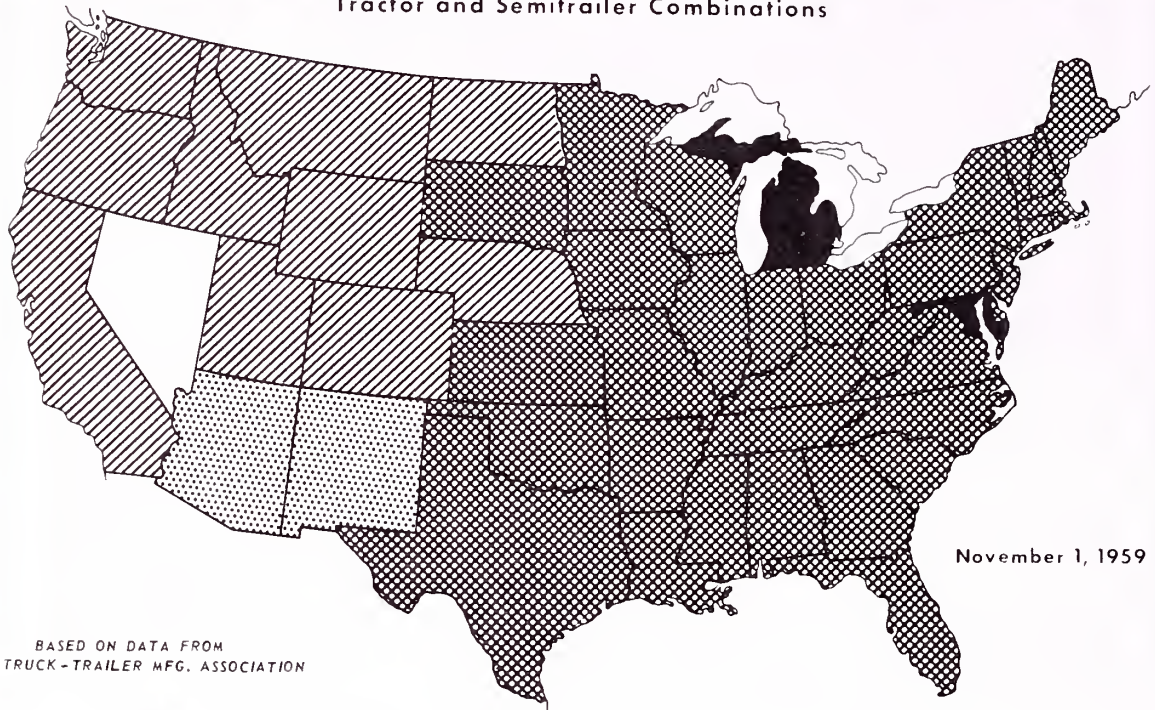 Tractor and Semitrailer Combinations
November 1, 1959
BASED ON DATA FROM
TRUCK-TRAILER MFG. ASSOCIATION